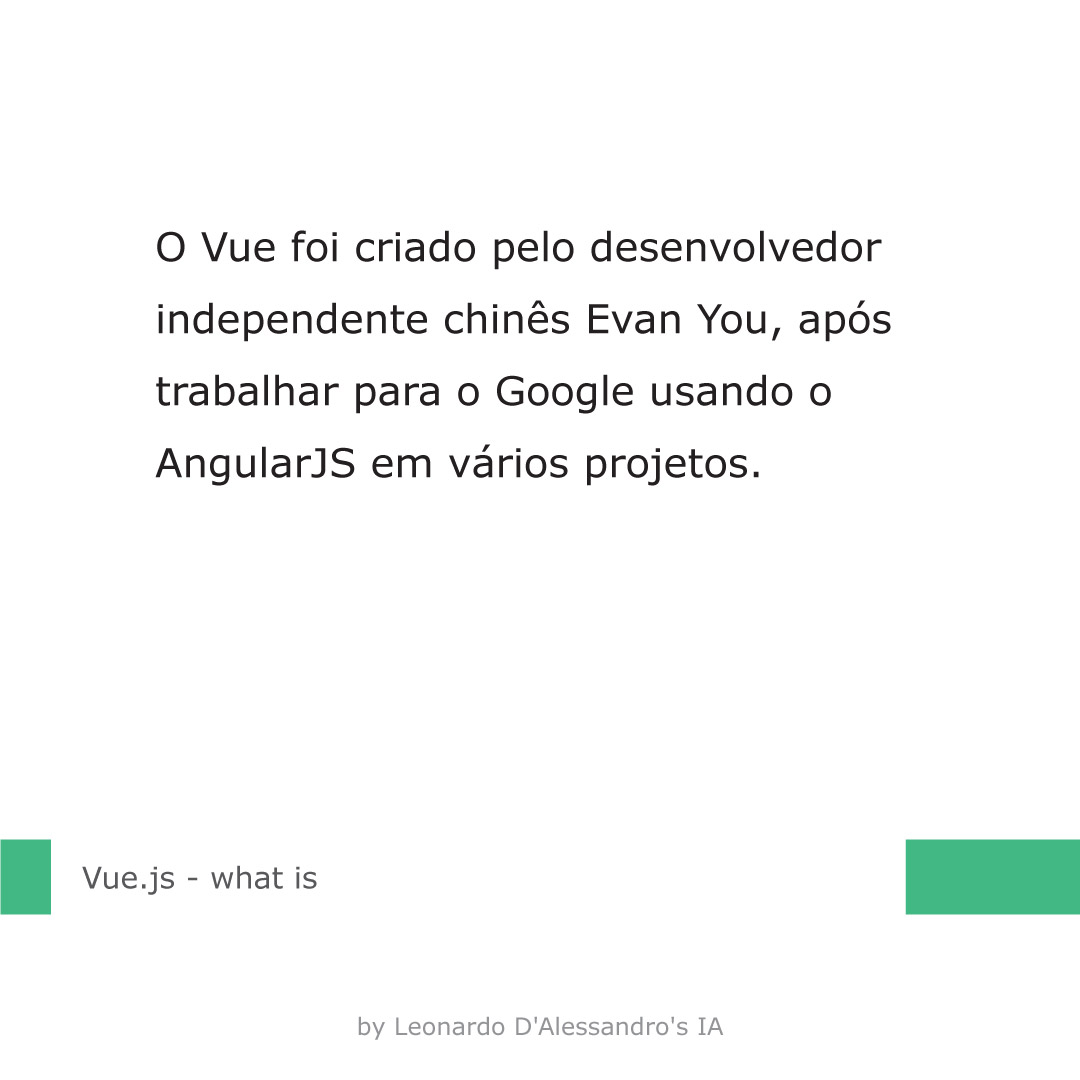 O Vue foi criado pelo desenvolvedor
independente chinês Evan You, após
trabalhar para o Google usando o
AngularJS em vários projetos.
Vue.js - what is
by Leonardo D'Alessandro's IA